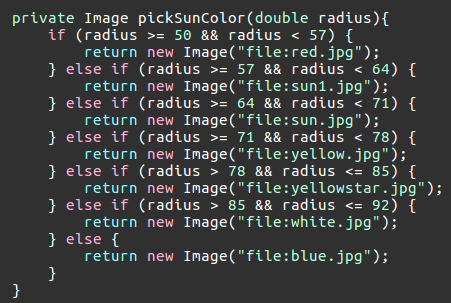 private Image pickSunColor(double radius){
    if (radius >= 50 && radius < 57) {
        return new Image("file:red.jpg");
    } else if (radius >= 57 && radius < 64) {
        return new Image("file:sun1.jpg");
    } else if (radius >= 64 && radius < 71) {
        return new Image("file:sun.jpg");
    } else if (radius >= 71 && radius < 78) {
        return new Image("file:yellow.jpg");
    } else if (radius > 78 && radius <= 85) {
        return new Image("file:yellowstar.jpg");
    } else if (radius > 85 && radius <= 92) {
        return new Image("file:white.jpg");
    } else {
        return new Image("file:blue.jpg");
    }
}